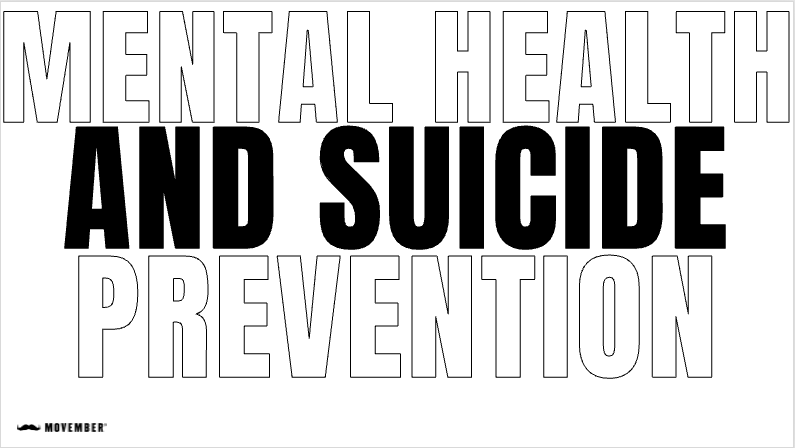 MENTAL HEALTH
AND SUICIDE
PREVENTION
MOVEMBER®